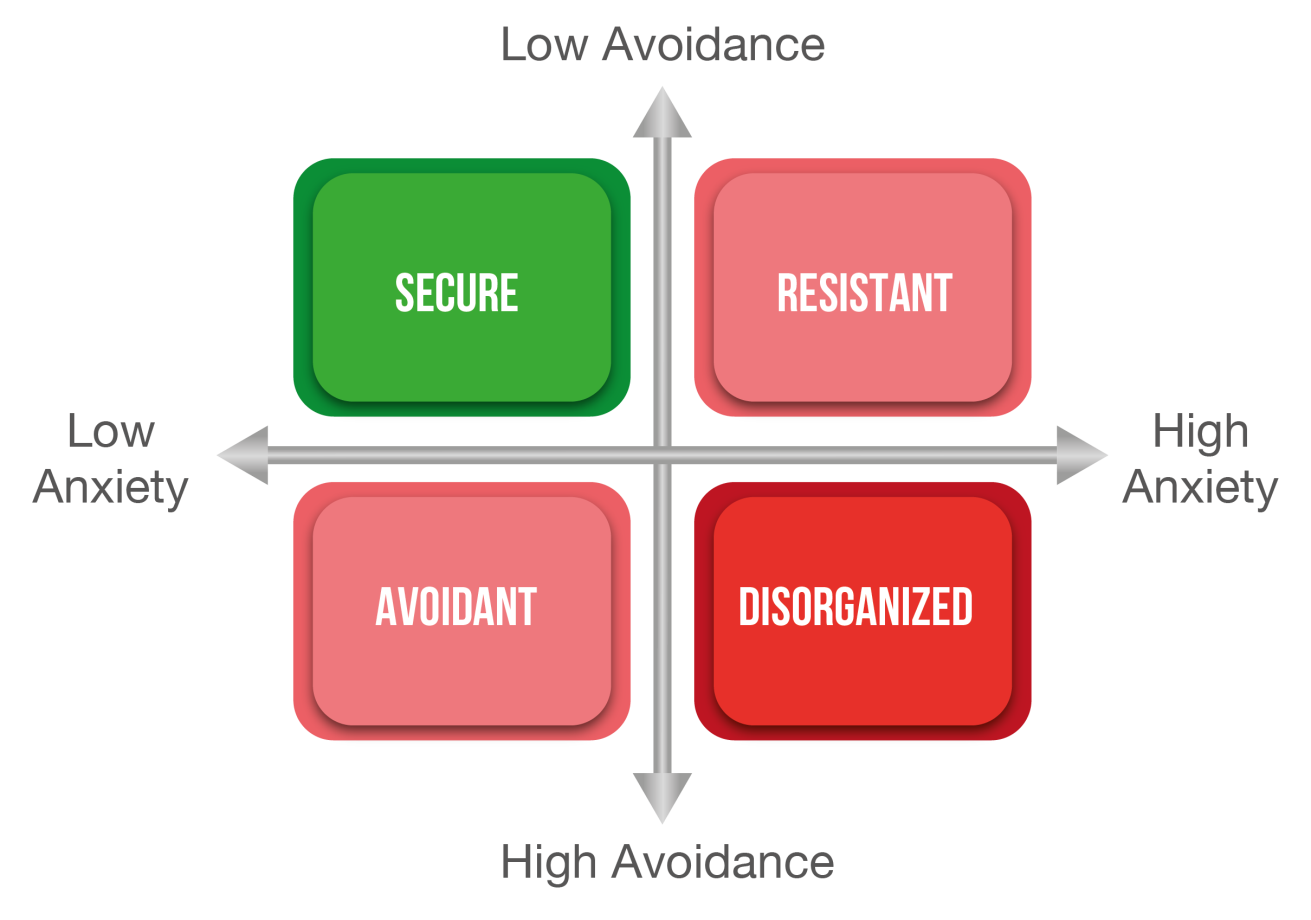 Low Avoidance
SECURE
RESISTANT
Low
Anxiety
High
Anxiety
AVOIDANT
DISORGANIZED
High Avoidance